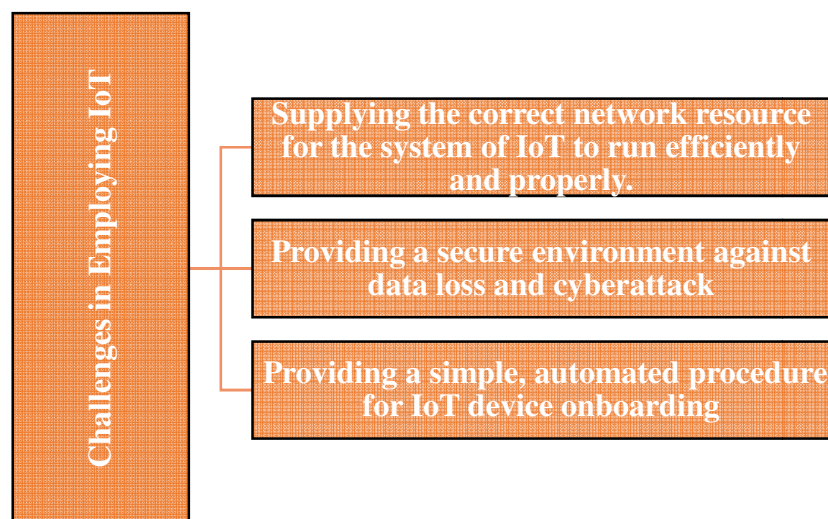 Challenges in Employing IoT
Supplying the correct network resource
for the system of IoT to run efficiently
and properly.
Providing a secure environment against
data loss and cyberattack
Providing a simple, automated procedure
for IoT device onboarding